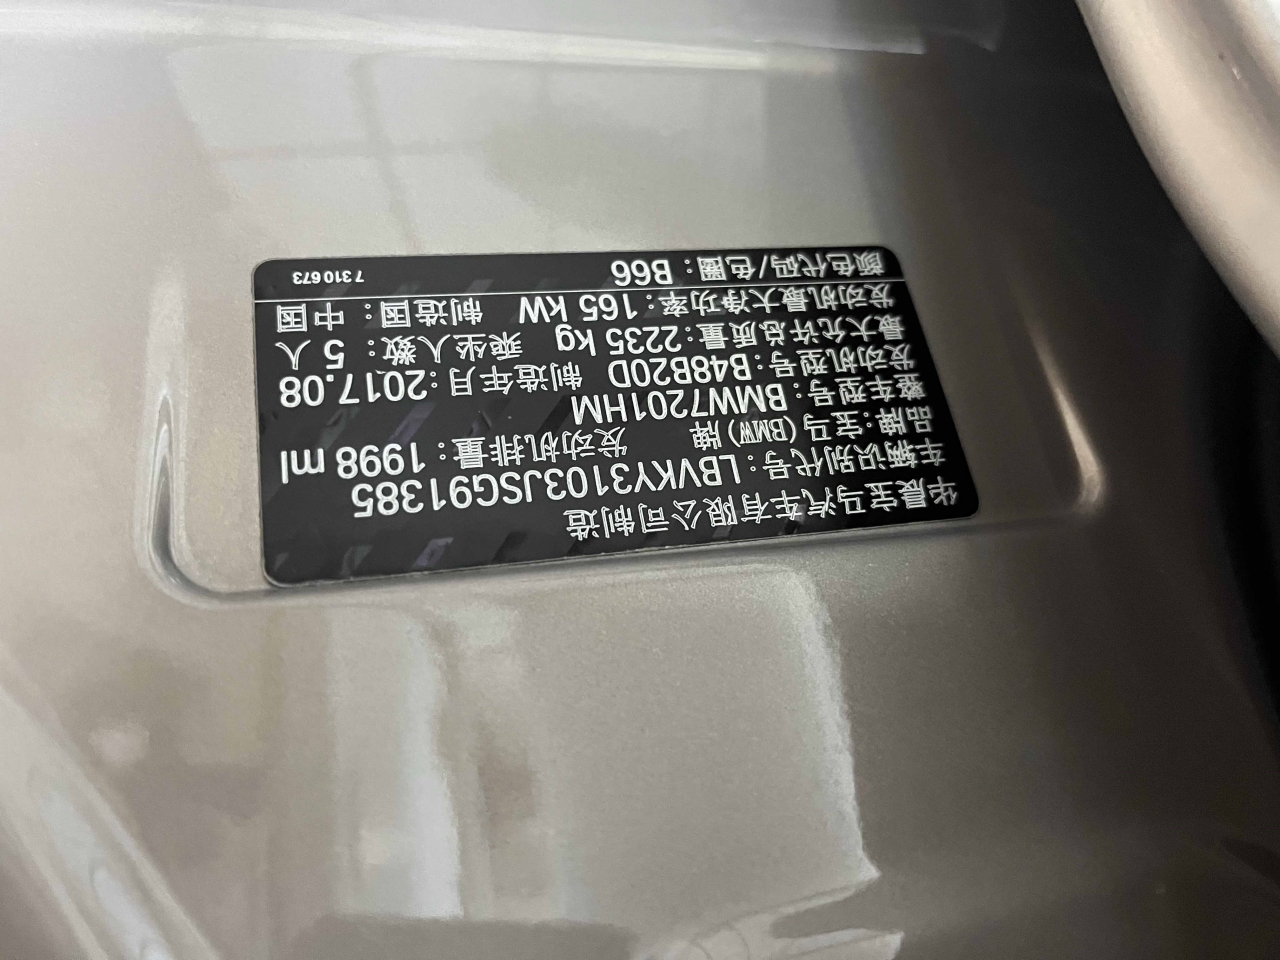 华晨宝马汽车有限公司制造
车辆识别代号：LBVKY3103JSG91385
品牌：宝马(BMW)牌 发动机排量：1998 ml
整车型号：BMW7201HM
发动机型号：B48B20D 制造年月：2017.08
最大允许总质量：2235 kg 乘坐人数：5 人
发动机最大净功率：165 kW 制造国：中国
颜色代码/色圈：B66 7 310 673